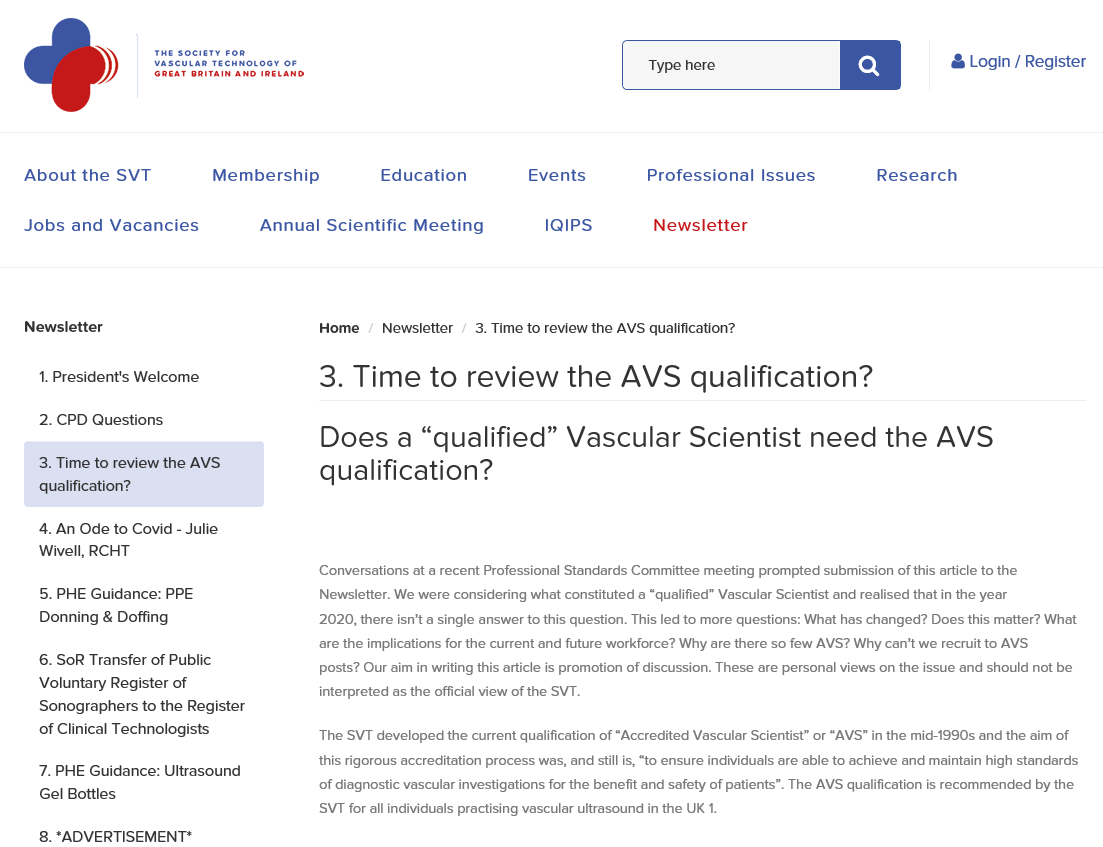 THE SOCIETY FOR
VASCULAR TECHNOLOGY OF
GREAT BRITAIN AND IRELAND
Type here
Login / Register
About the SVT
Membership
Education
Events
Professional Issues
Research
Jobs and Vacancies
Annual Scientific Meeting
IQIPS
Newsletter
Newsletter
1. President's Welcome
2. CPD Questions
3. Time to review the AVS
qualification?
4. An Ode to Covid - Julie
Wivell, RCHT
5. PHE Guidance: PPE
Donning & Doffing
6. SoR Transfer of Public
Voluntary Register of
Sonographers to the Register
of Clinical Technologists
7. PHE Guidance: Ultrasound
Gel Bottles
8. *ADVERTISEMENT*
Home / Newsletter / 3. Time to review the AVS qualification?
3. Time to review the AVS qualification?
Does a “qualified” Vascular Scientist need the AVS
qualification?
Conversations at a recent Professional Standards Committee meeting prompted submission of this article to the
Newsletter. We were considering what constituted a “qualified” Vascular Scientist and realised that in the year
2020, there isn’t a single answer to this question. This led to more questions: What has changed? Does this matter? What
are the implications for the current and future workforce? Why are there so few AVS? Why can’t we recruit to AVS
posts? Our aim in writing this article is promotion of discussion. These are personal views on the issue and should not be
interpreted as the official view of the SVT.
The SVT developed the current qualification of “Accredited Vascular Scientist” or “AVS” in the mid-1990s and the aim of
this rigorous accreditation process was, and still is, “to ensure individuals are able to achieve and maintain high standards
of diagnostic vascular investigations for the benefit and safety of patients”. The AVS qualification is recommended by the
SVT for all individuals practising vascular ultrasound in the UK 1.